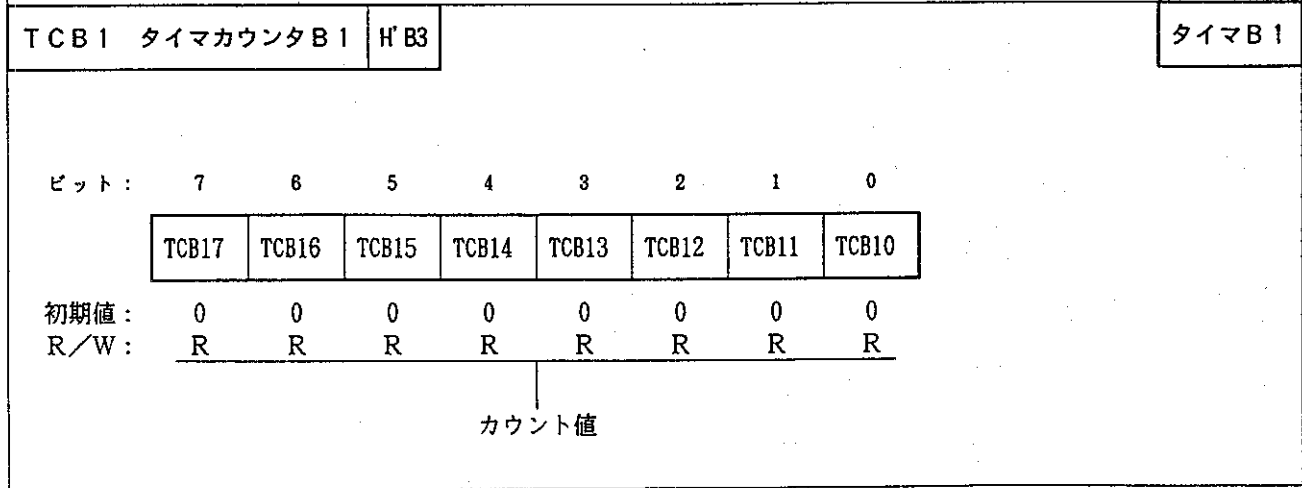 TCB1 タイマカウンタB1 H'B3 タイマB1
ビット: 7 6 5 4 3 2 1 0
TCB17 TCB16 TCB15 TCB14 TCB13 TCB12 TCB11 TCB10
初期値: 0 0 0 0 0 0 0 0
R/W: R R R R R R R R
カウント値